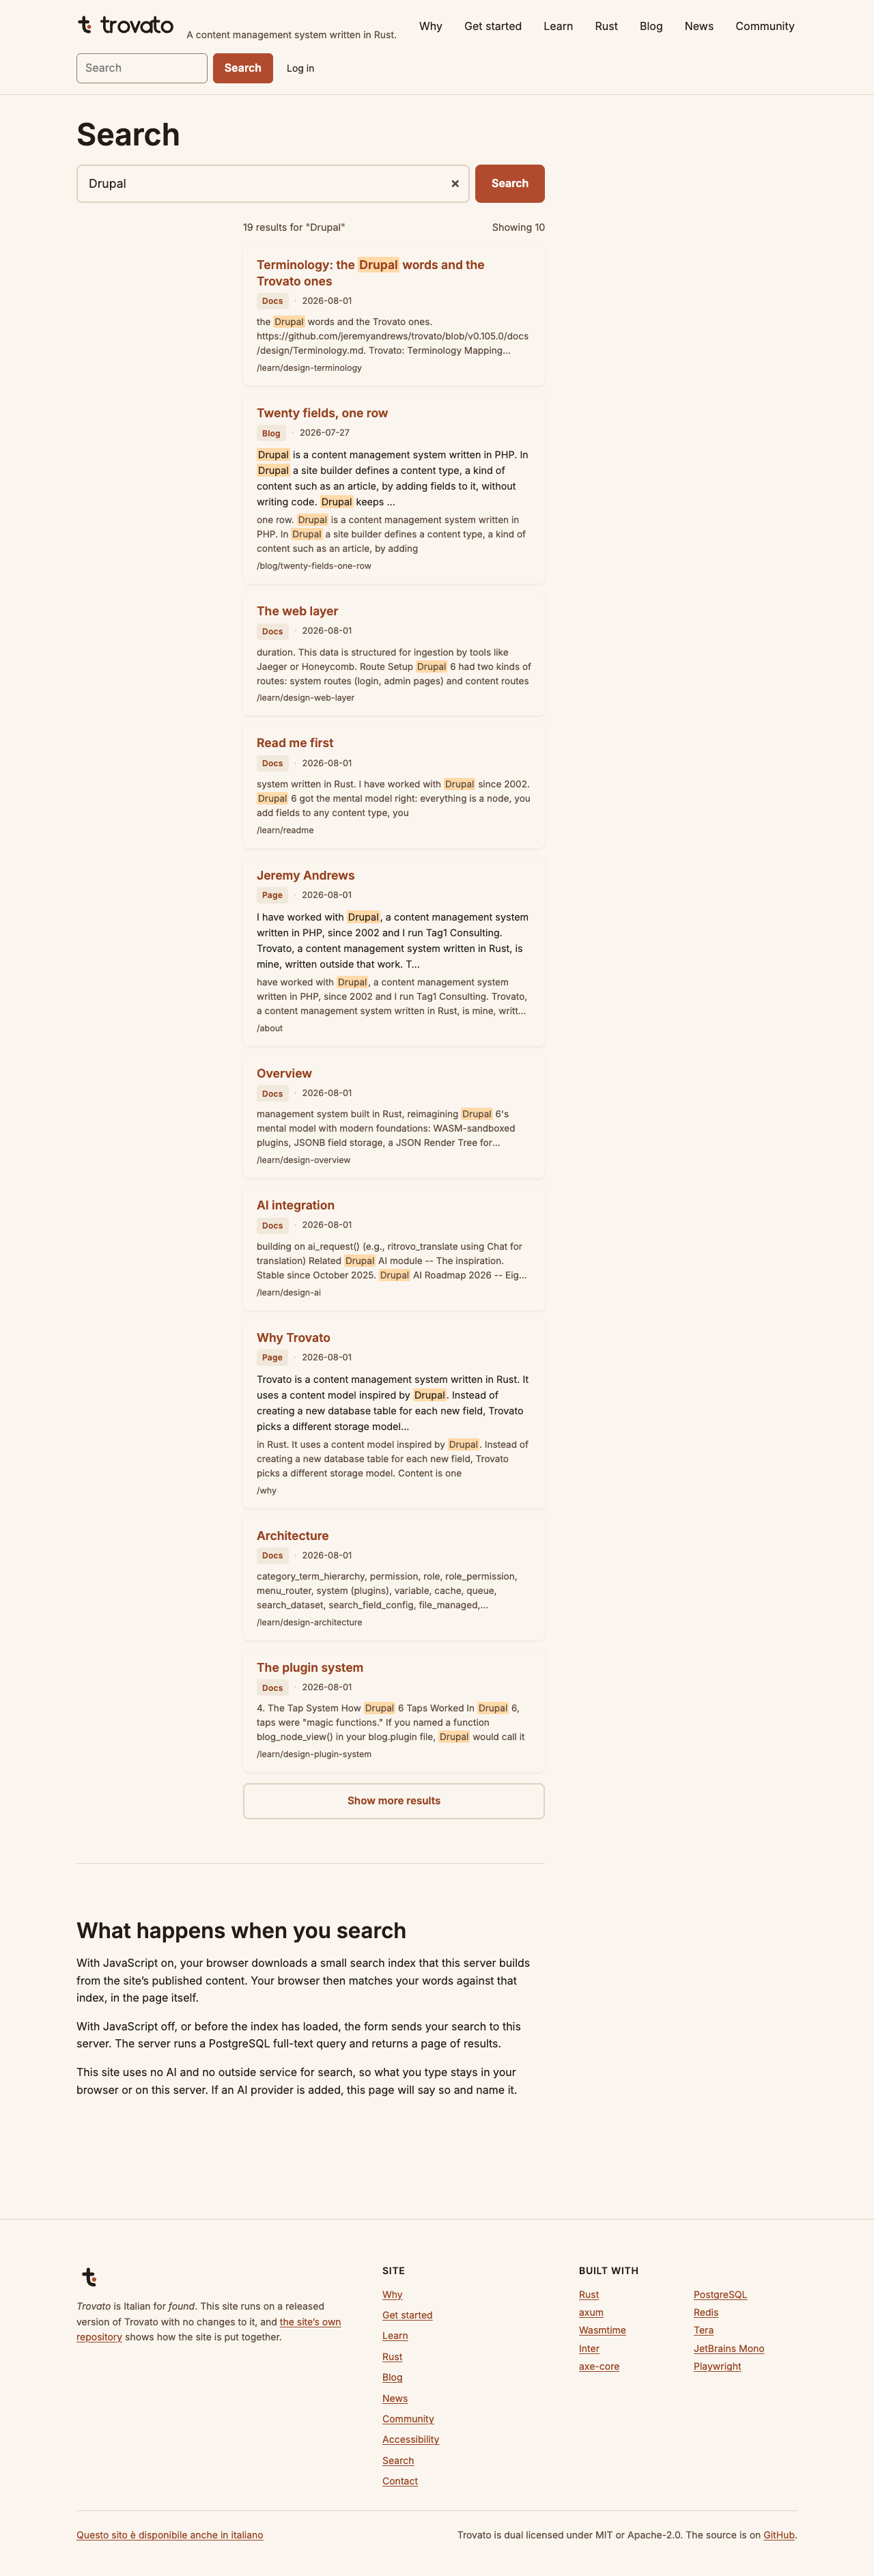 trovato
A content management system written in Rust.
Why Get started Learn Rust Blog News Community
Search Search Log in
Search
Drupal × Search
19 results for "Drupal" Showing 10
Terminology: the Drupal words and the
Trovato ones
Docs · 2026-08-01
the Drupal words and the Trovato ones.
https://github.com/jeremyandrews/trovato/blob/v0.105.0/docs
/design/Terminology.md. Trovato: Terminology Mapping...
/learn/design-terminology
Twenty fields, one row
Blog · 2026-07-27
Drupal is a content management system written in PHP. In
Drupal a site builder defines a content type, a kind of
content such as an article, by adding fields to it, without
writing code. Drupal keeps ...
one row. Drupal is a content management system written in
PHP. In Drupal a site builder defines a content type, a kind of
content such as an article, by adding
/blog/twenty-fields-one-row
The web layer
Docs · 2026-08-01
duration. This data is structured for ingestion by tools like
Jaeger or Honeycomb. Route Setup Drupal 6 had two kinds of
routes: system routes (login, admin pages) and content routes
/learn/design-web-layer
Read me first
Docs · 2026-08-01
system written in Rust. I have worked with Drupal since 2002.
Drupal 6 got the mental model right: everything is a node, you
add fields to any content type, you
/learn/readme
Jeremy Andrews
Page · 2026-08-01
I have worked with Drupal, a content management system
written in PHP, since 2002 and I run Tag1 Consulting.
Trovato, a content management system written in Rust, is
mine, written outside that work. T...
have worked with Drupal, a content management system
written in PHP, since 2002 and I run Tag1 Consulting. Trovato,
a content management system written in Rust, is mine, writt...
/about
Overview
Docs · 2026-08-01
management system built in Rust, reimagining Drupal 6's
mental model with modern foundations: WASM-sandboxed
plugins, JSONB field storage, a JSON Render Tree for...
/learn/design-overview
AI integration
Docs · 2026-08-01
building on ai_request() (e.g., ritrovo_translate using Chat for
translation) Related Drupal AI module -- The inspiration.
Stable since October 2025. Drupal AI Roadmap 2026 -- Eig...
/learn/design-ai
Why Trovato
Page · 2026-08-01
Trovato is a content management system written in Rust. It
uses a content model inspired by Drupal. Instead of
creating a new database table for each new field, Trovato
picks a different storage model...
in Rust. It uses a content model inspired by Drupal. Instead of
creating a new database table for each new field, Trovato
picks a different storage model. Content is one
/why
Architecture
Docs · 2026-08-01
category_term_hierarchy, permission, role, role_permission,
menu_router, system (plugins), variable, cache, queue,
search_dataset, search_field_config, file_managed,...
/learn/design-architecture
The plugin system
Docs · 2026-08-01
4. The Tap System How Drupal 6 Taps Worked In Drupal 6,
taps were "magic functions." If you named a function
blog_node_view() in your blog.plugin file, Drupal would call it
/learn/design-plugin-system
Show more results
What happens when you search
With JavaScript on, your browser downloads a small search index that this server builds
from the site’s published content. Your browser then matches your words against that
index, in the page itself.
With JavaScript off, or before the index has loaded, the form sends your search to this
server. The server runs a PostgreSQL full-text query and returns a page of results.
This site uses no AI and no outside service for search, so what you type stays in your
browser or on this server. If an AI provider is added, this page will say so and name it.
Trovato is Italian for found. This site runs on a released
version of Trovato with no changes to it, and the site’s own
repository shows how the site is put together.
SITE
Why
Get started
Learn
Rust
Blog
News
Community
Accessibility
Search
Contact
BUILT WITH
Rust PostgreSQL
axum Redis
Wasmtime Tera
Inter JetBrains Mono
axe-core Playwright
Questo sito è disponibile anche in italiano
Trovato is dual licensed under MIT or Apache-2.0. The source is on GitHub.